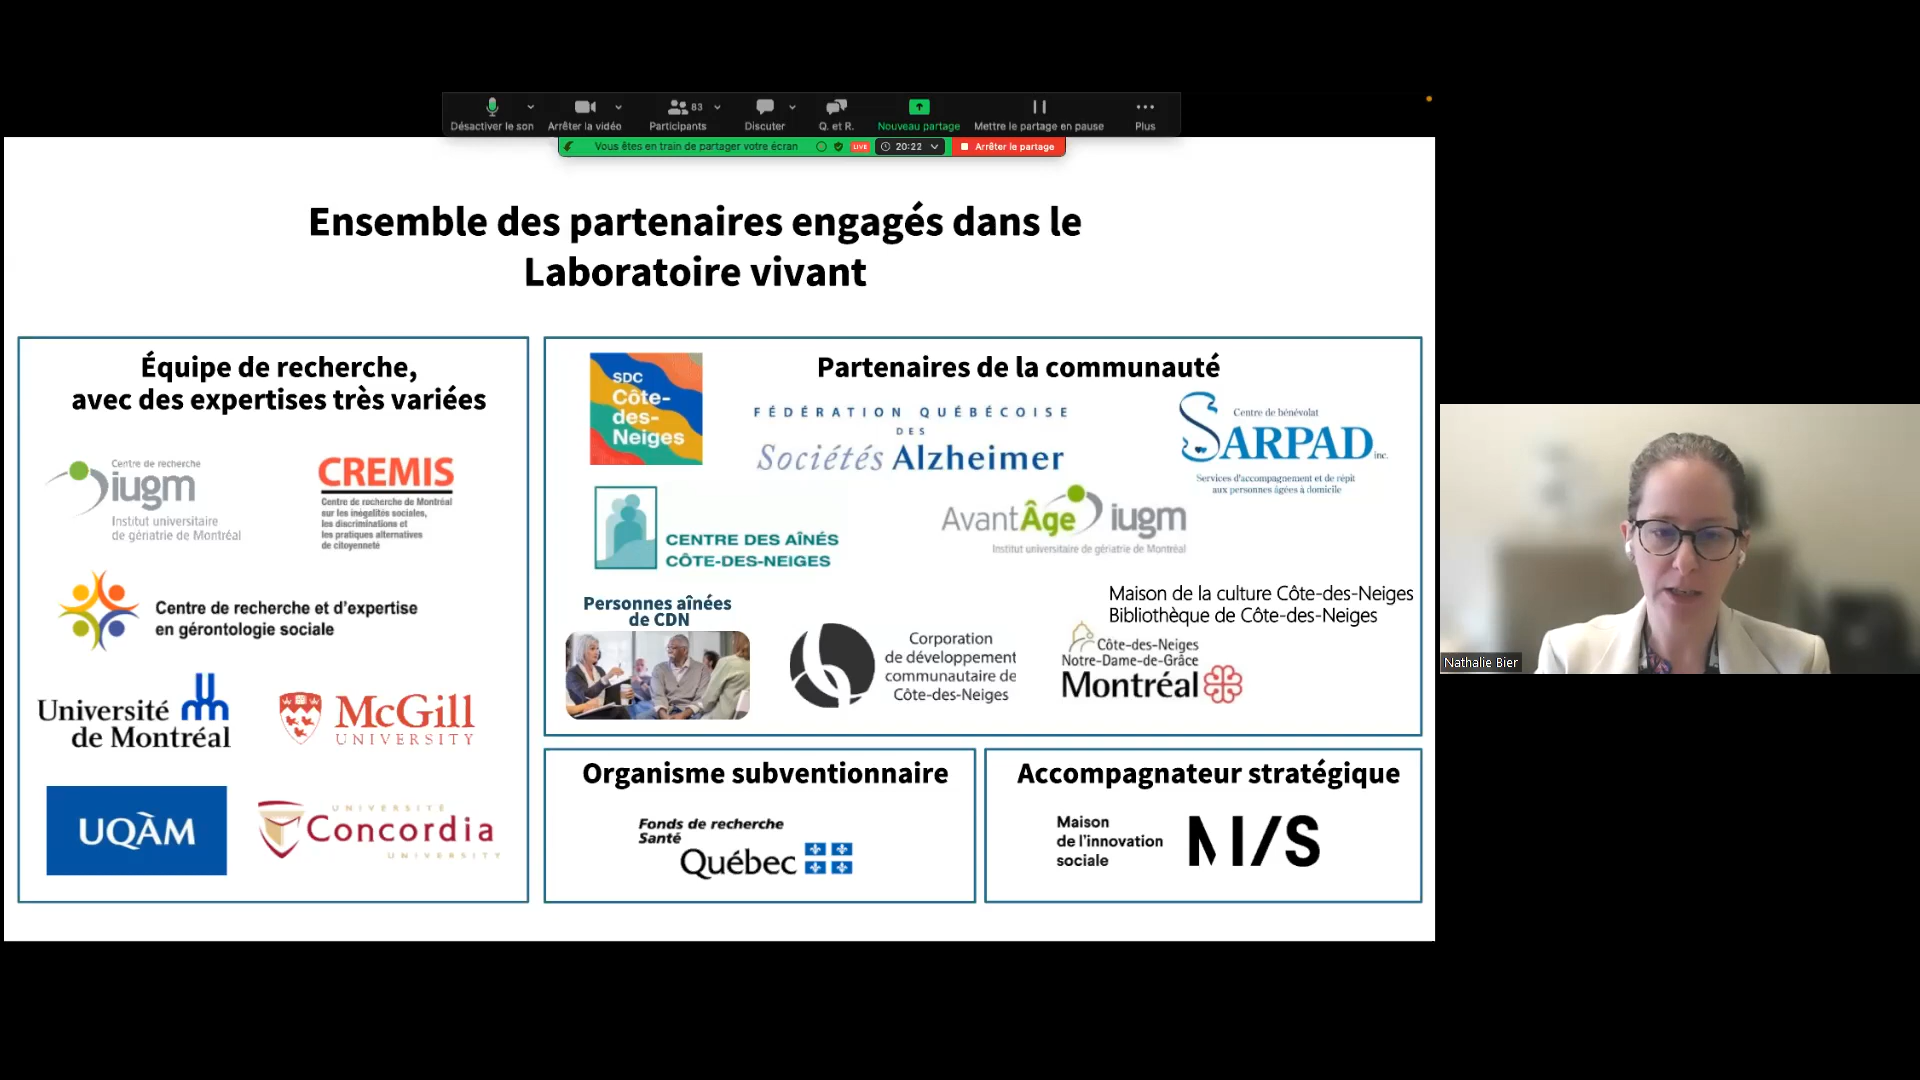 Désactiver le son
Arrêter la vidéo
83
Participants
Discuter
Q. et R.
Nouveau partage
Mettre le partage en pause
Plus
Vous êtes en train de partager votre écran
LIVE
20:22
Arrêter le partage
Ensemble des partenaires engagés dans le
Laboratoire vivant
Équipe de recherche,
avec des expertises très variées
Centre de recherche
iugm
Institut universitaire
de gériatrie de Montréal
CREMIS
Centre de recherche de Montréal
sur les inégalités sociales,
les discriminations et
les pratiques alternatives
de citoyenneté
Centre de recherche et d'expertise
en gérontologie sociale
Université
de Montréal
McGill
UNIVERSITY
UQÀM
UNIVERSITÉ
Concordia
UNIVERSITY
Partenaires de la communauté
SDC
Côte-
des-
Neiges
FÉDÉRATION QUÉBÉCOISE
DES
Sociétés Alzheimer
Centre de bénévolat
SARPAD inc.
Services d'accompagnement et de répit
aux personnes âgées à domicile
CENTRE DES AÎNÉS
CÔTE-DES-NEIGES
AvantÂge iugm
Institut universitaire de gériatrie de Montréal
Personnes aînées
de CDN
Corporation
de développement
communautaire de
Côte-des-Neiges
Maison de la culture Côte-des-Neiges
Bibliothèque de Côte-des-Neiges
Côte-des-Neiges
Notre-Dame-de-Grâce
Montréal
Organisme subventionnaire
Fonds de recherche
Santé
Québec
Accompagnateur stratégique
Maison
de l'innovation
sociale
M/S
Nathalie Bier